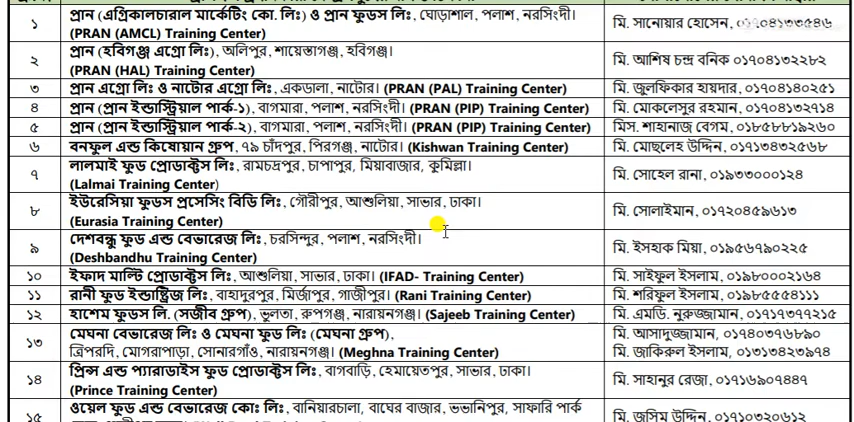 ১
প্রান (এগ্রিকালচারাল মার্কেটিং কো. লিঃ) ও প্রান ফুডস লিঃ, ঘোড়াশাল, পলাশ, নরসিংদী।
(PRAN (AMCL) Training Center)
মি. সানোয়ার হোসেন, ০১৭০৪১৩৩৫৪৬
২
প্রান (হবিগঞ্জ এগ্রো লিঃ), অলিপুর, শায়েস্তাগঞ্জ, হবিগঞ্জ।
(PRAN (HAL) Training Center)
মি. আশিষ চন্দ্র বনিক ০১৭০৪১৩২২৮২
৩
প্রান এগ্রো লিঃ ও নাটোর এগ্রো লিঃ, একডালা, নাটোর। (PRAN (PAL) Training Center)
মি. জুলফিকার হায়দার, ০১৭০৪১৪০২৫১
৪
প্রান (প্রান ইন্ডাস্ট্রিয়াল পার্ক-১), বাগমারা, পলাশ, নরসিংদী। (PRAN (PIP) Training Center)
মি. মোকলেসুর রহমান, ০১৭০৪১৩২৭১৪
৫
প্রান (প্রান ইন্ডাস্ট্রিয়াল পার্ক-২), বাগমারা, পলাশ, নরসিংদী। (PRAN (PIP) Training Center)
মিস. শাহানাজ বেগম, ০১৮৫৮৮১৯২৬০
৬
বনফুল এন্ড কিষোয়ান গ্রুপ, ৭৯ চাঁদপুর, পিরগঞ্জ, নাটোর। (Kishwan Training Center)
মি. মোছলেহ উদ্দিন, ০১৭১৩৪৩২৫৬৮
৭
লালমাই ফুড প্রোডাক্টস লিঃ, রামচদ্রপুর, চাপাপুর, মিয়াবাজার, কুমিল্লা।
(Lalmai Training Center)
মি. সোহেল রানা, ০১৯৩৩০০০১২৪
৮
ইউরেসিয়া ফুডস প্রসেসিং বিডি লিঃ, গৌরীপুর, আশুলিয়া, সাভার, ঢাকা।
(Eurasia Training Center)
মি. সোলাইমান, ০১৭২০৪৫৯৬১৩
৯
দেশবন্ধু ফুড এন্ড বেভারেজ লিঃ, চরসিন্দুর, পলাশ, নরসিংদী।
(Deshbandhu Training Center)
মি. ইসহাক মিয়া, ০১৯৫৬৭৯০২২৫
১০
ইফাদ মাল্টি প্রোডাক্টস লিঃ, আশুলিয়া, সাভার, ঢাকা। (IFAD- Training Center)
মি. সাইফুল ইসলাম, ০১৯৮০০০২১৬৪
১১
রানী ফুড ইন্ডাস্ট্রিজ লিঃ, বাহাদুরপুর, মির্জাপুর, গাজীপুর। (Rani Training Center)
মি. শরিফুল ইসলাম, ০১৯৮৫৫৫৪১১১
১২
হাশেম ফুডস লি. (সজীব গ্রুপ), ভূলতা, রুপগঞ্জ, নারায়নগঞ্জ। (Sajeeb Training Center)
মি. এমডি. নুরুজ্জামান, ০১৭১৭৩৭৭২১৫
১৩
মেঘনা বেভারেজ লিঃ ও মেঘনা ফুড লিঃ (মেঘনা গ্রুপ),
ত্রিপরদি, মোগরাপাড়া, সোনারগাঁও, নারায়নগঞ্জ। (Meghna Training Center)
মি. আসাদুজ্জামান, ০১৭৪০৩৭৬৮৯০
মি. জাকিরুল ইসলাম, ০১৩১৩৪২৩৯৭৪
১৪
প্রিন্স এন্ড প্যারাডাইস ফুড প্রোডাক্টস লিঃ, বাগবাড়ি, হেমায়েতপুর, সাভার, ঢাকা।
(Prince Training Center)
মি. সাহানুর রেজা, ০১৭১৬৯০৭৪৪৭
১৫
ওয়েল ফুড এন্ড বেভারেজ কোঃ লিঃ, বানিয়ারচালা, বাঘের বাজার, ভভানিপুর, সাফারি পার্ক
মি. জসিম উদ্দিন, ০১৭১০৩২০৬১২